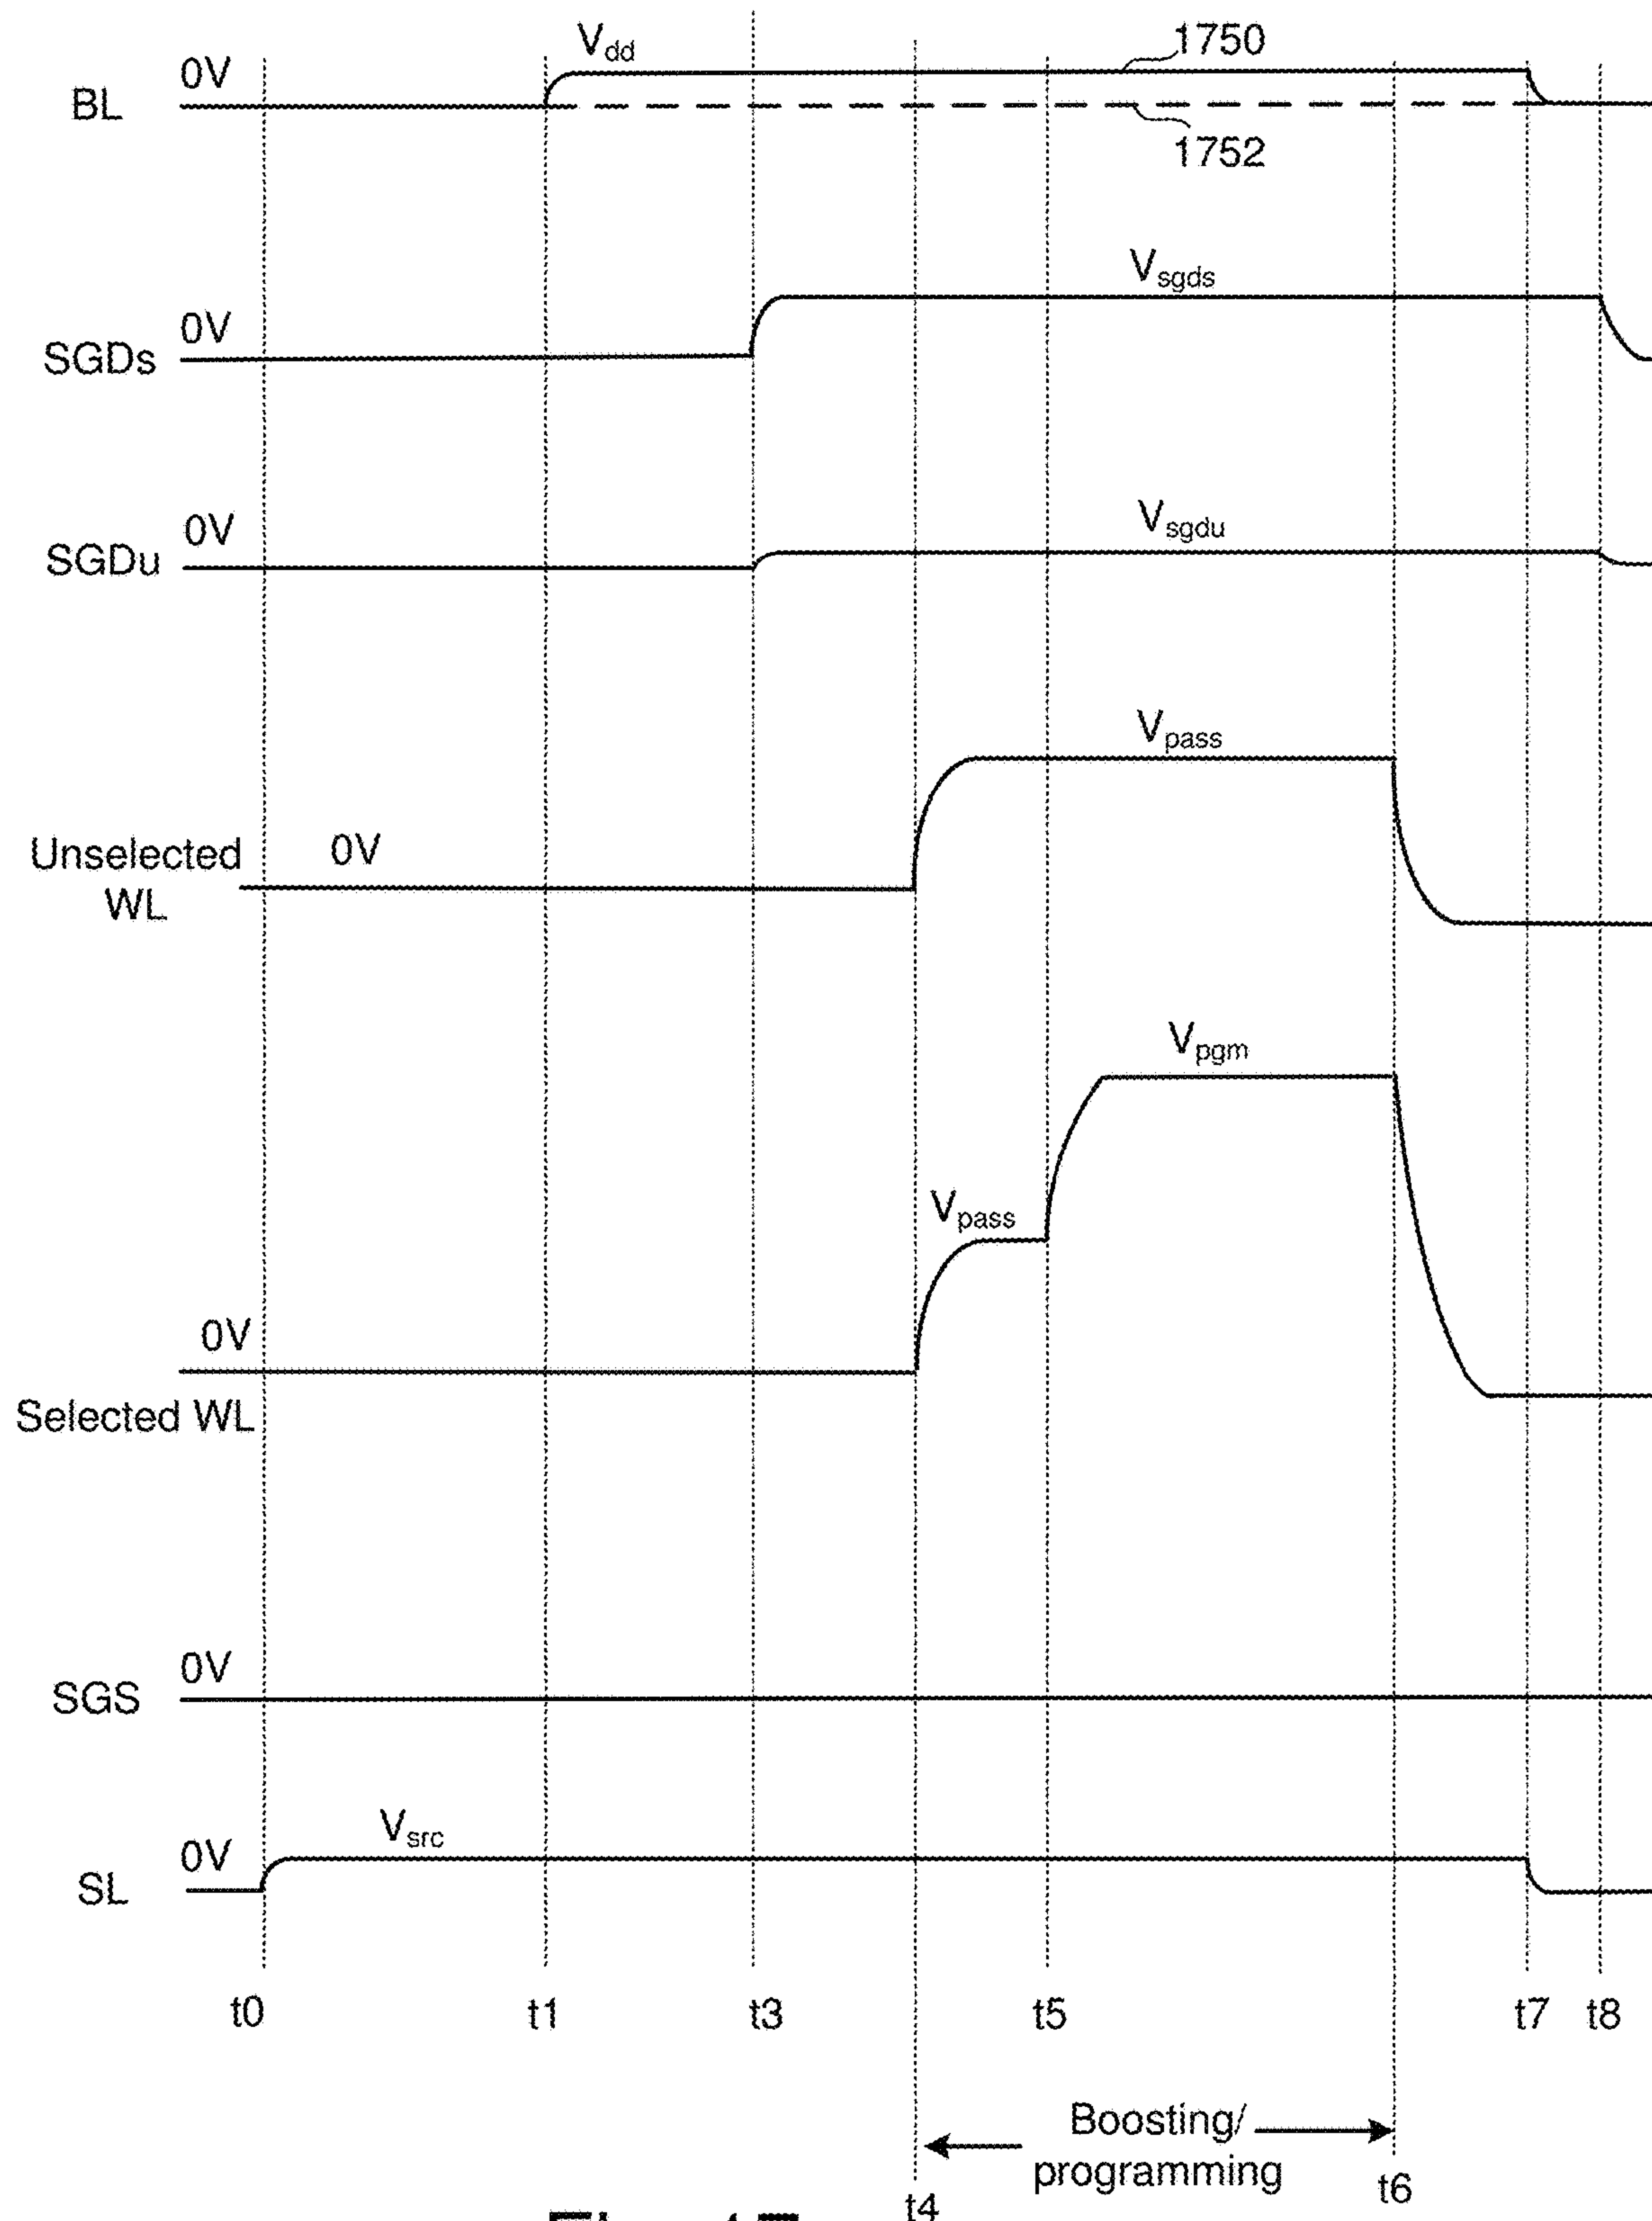 Vdd
1750
0V
BL
1752
Vsgds
0V
SGDs
Vsgdu
0V
SGDu
Vpass
0V
Unselected
WL
Vpgm
Vpass
0V
Selected WL
0V
SGS
Vsrc
0V
SL
t0 t1 t3 t5 t7 t8
Boosting/
programming
t4
t6